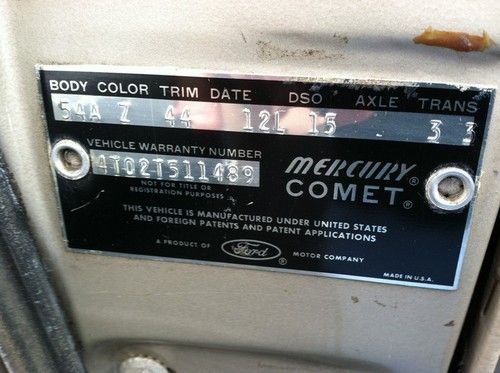 BODY COLOR TRIM DATE DSO AXLE TRANS
54A Z 44 12L 15 3 3
VEHICLE WARRANTY NUMBER
4T02T511489
NOT FOR TITLE OR
REGISTRATION PURPOSES
MERCURY®
COMET®
THIS VEHICLE IS MANUFACTURED UNDER UNITED STATES
AND FOREIGN PATENTS AND PATENT APPLICATIONS
A PRODUCT OF Ford® MOTOR COMPANY
MADE IN U.S.A.